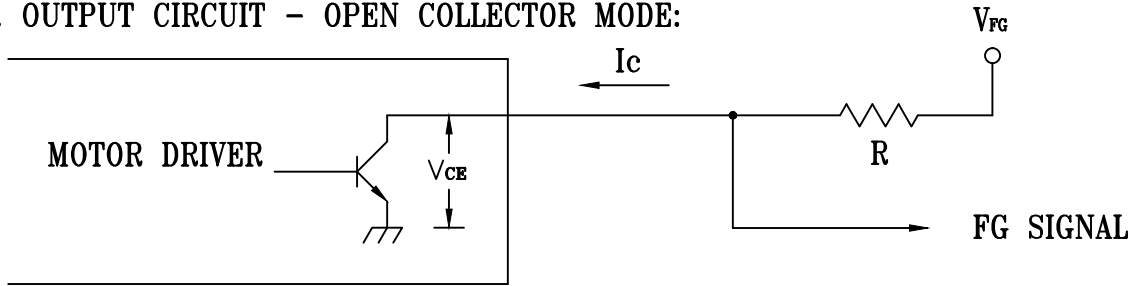 OUTPUT CIRCUIT - OPEN COLLECTOR MODE:
VFG
Ic
MOTOR DRIVER
VCE
R
FG SIGNAL